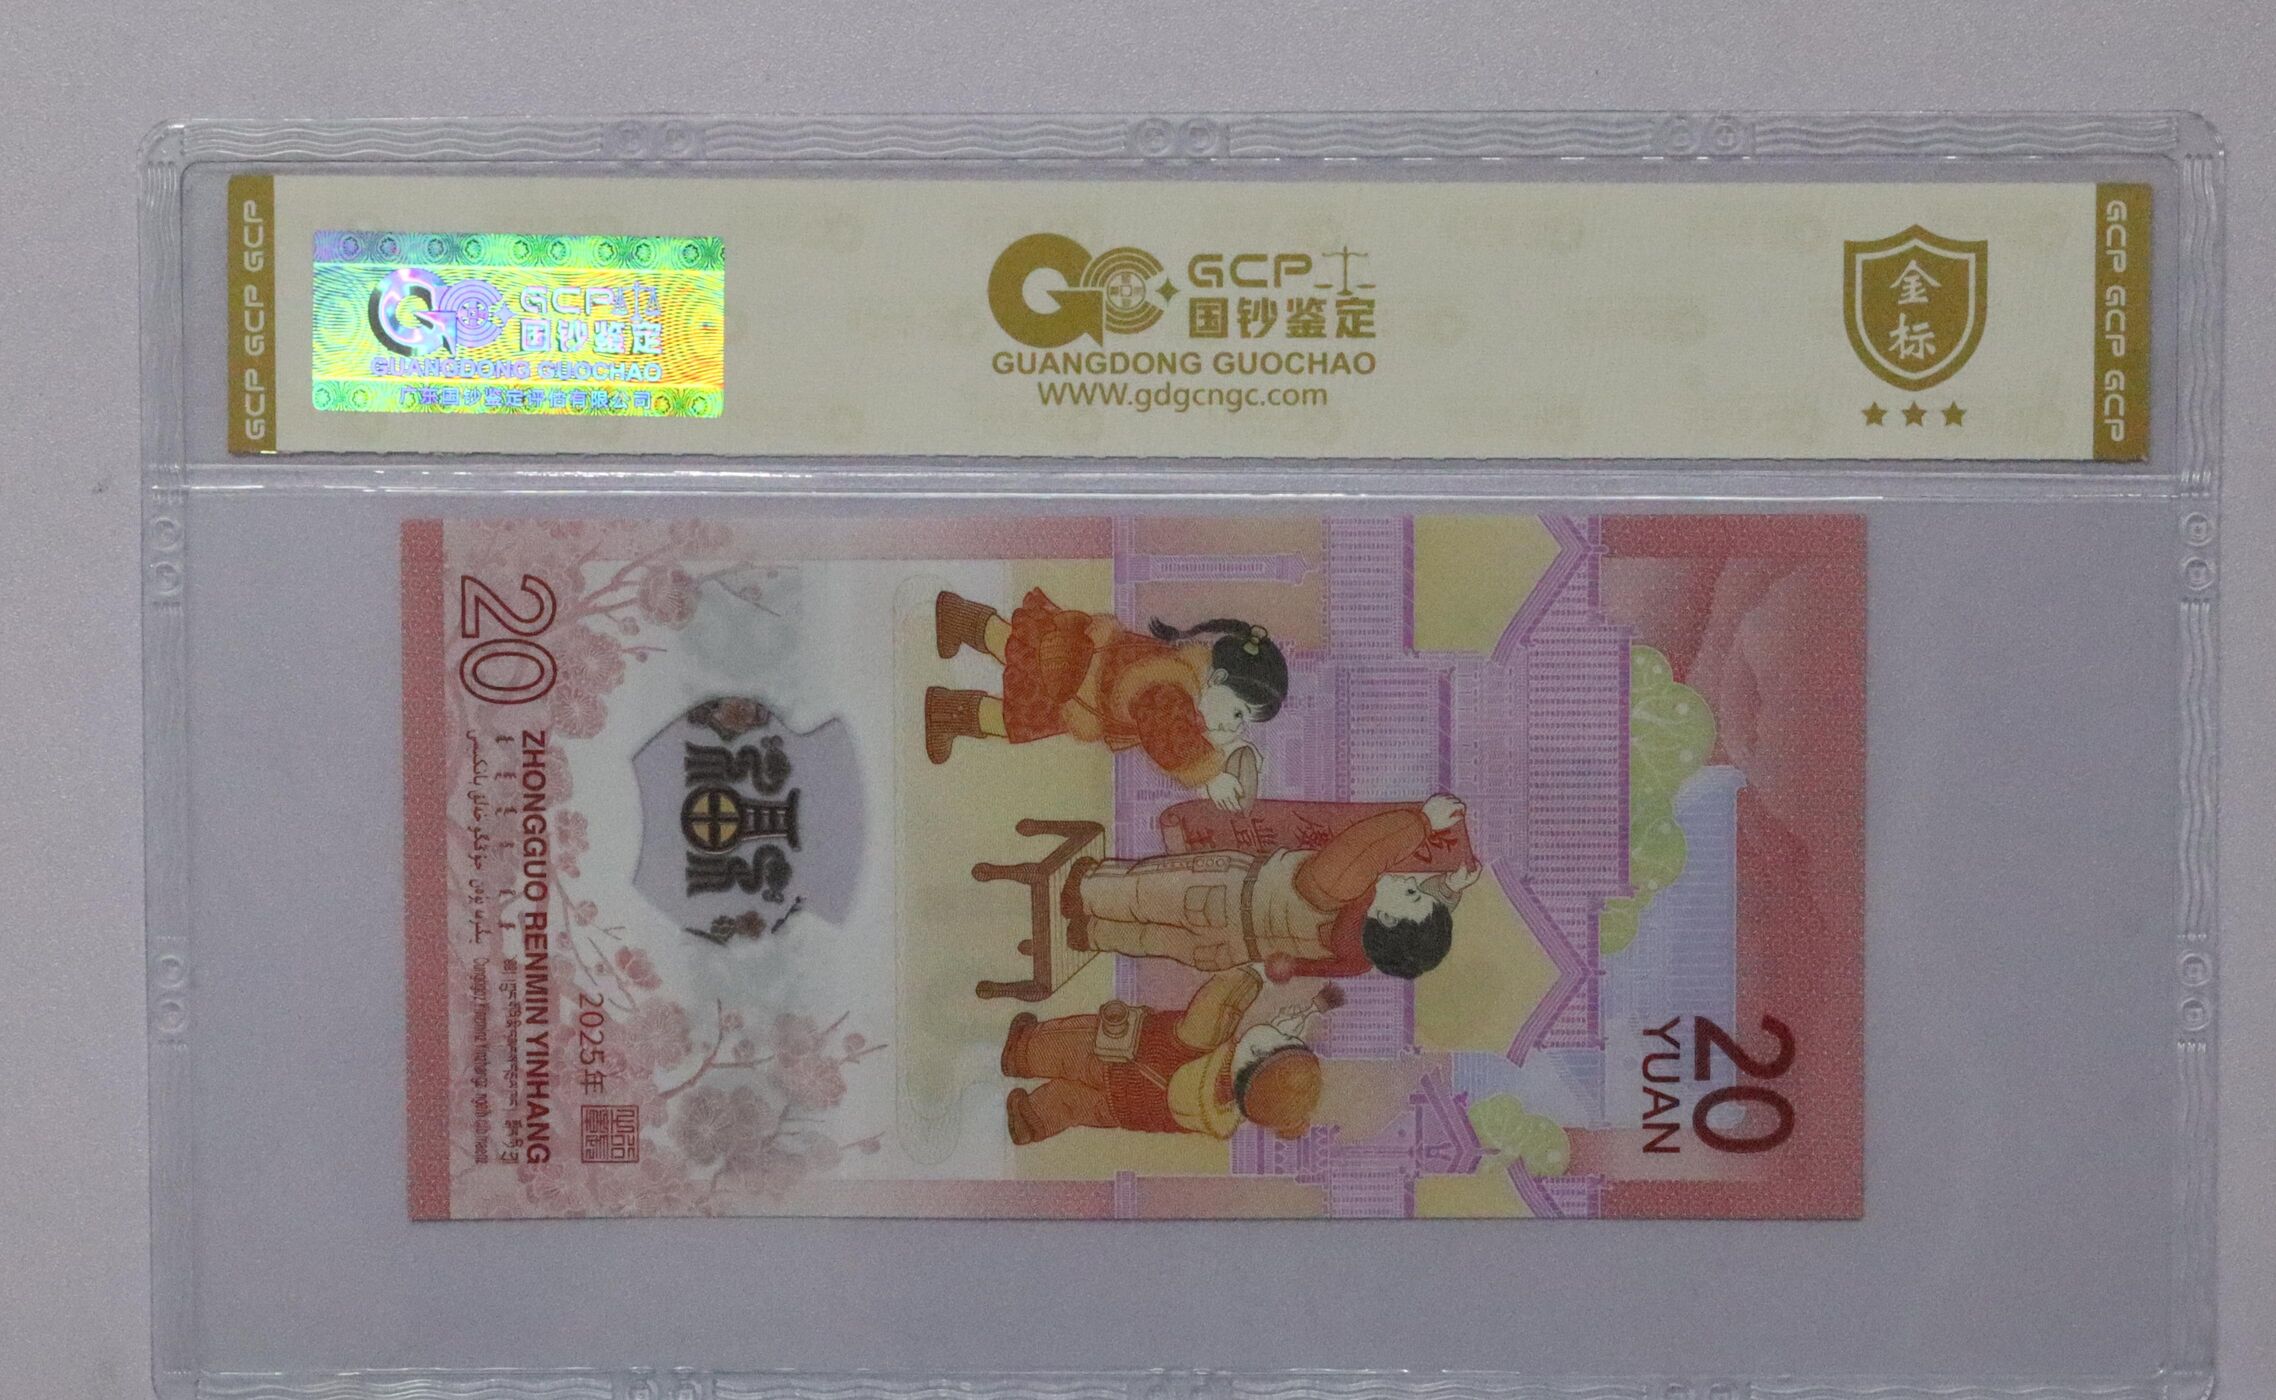 GCP GCP GCP
GCP 国钞鉴定
GUANGDONG GUOCHAO
广东国钞鉴定评估有限公司
GCP
国钞鉴定
GUANGDONG GUOCHAO
WWW.gdgcngc.com
金标
GCP GCP GCP
20
YUAN
20
ZHONGGUO RENMIN YINHANG
2025年